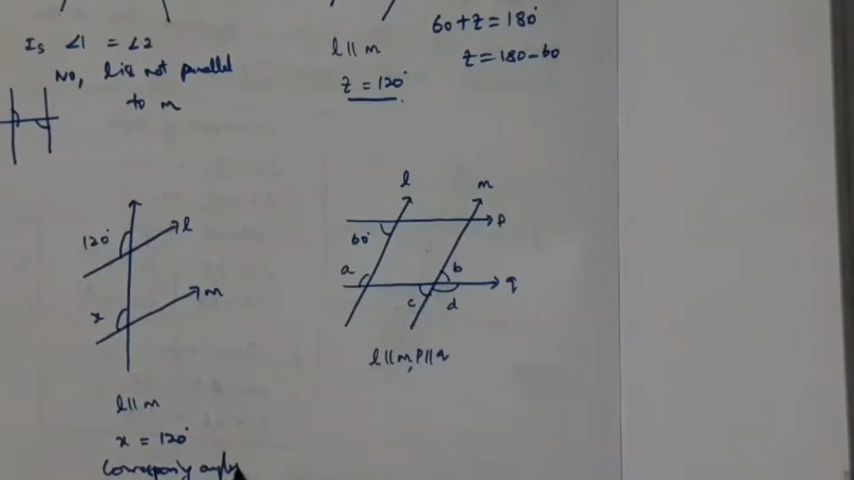 Is ∠1 = ∠2
No, l is not parallel
to m
l || m
z = 120°
60 + z = 180°
z = 180 - 60
120°
l
x
m
l || m
x = 120°
l
m
p
60°
a
b
q
c
d
l || m, p || q